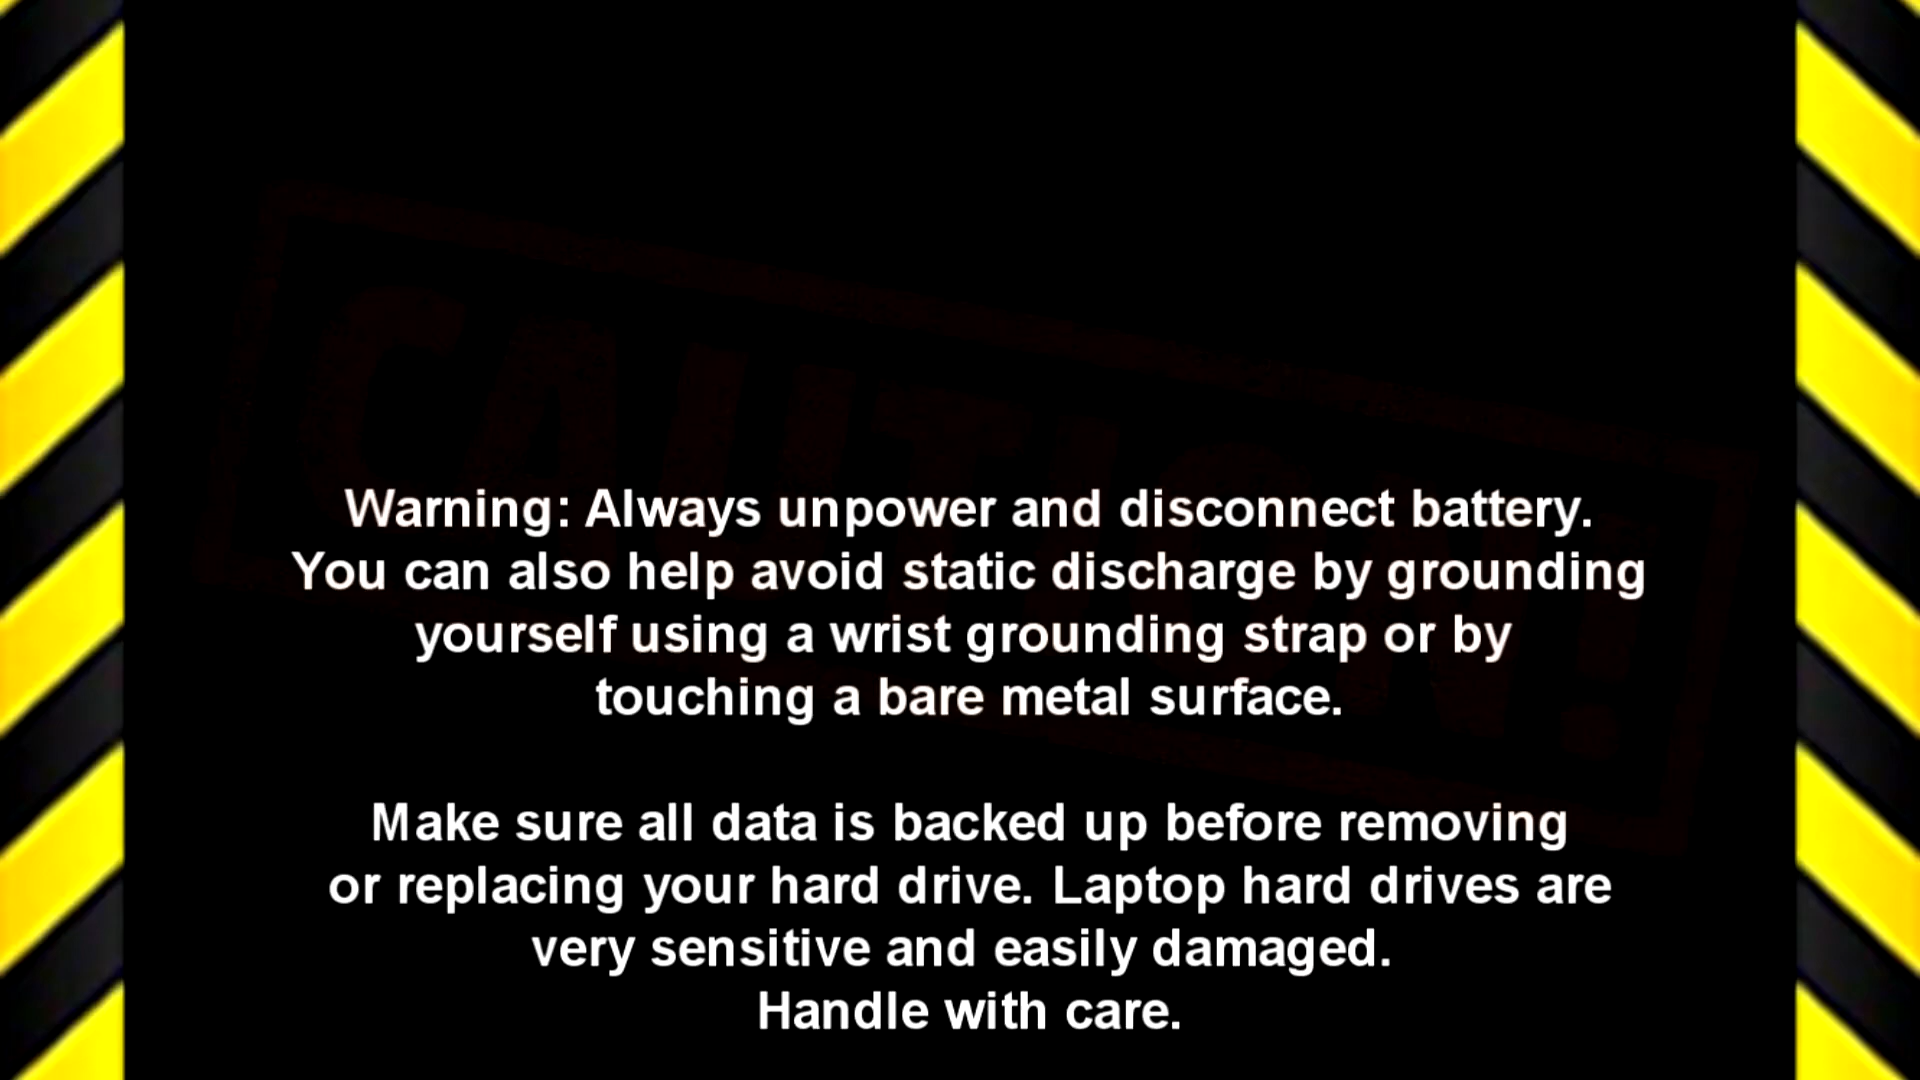 CAUTION!
Warning: Always unpower and disconnect battery.
You can also help avoid static discharge by grounding
yourself using a wrist grounding strap or by
touching a bare metal surface.
Make sure all data is backed up before removing
or replacing your hard drive. Laptop hard drives are
very sensitive and easily damaged.
Handle with care.